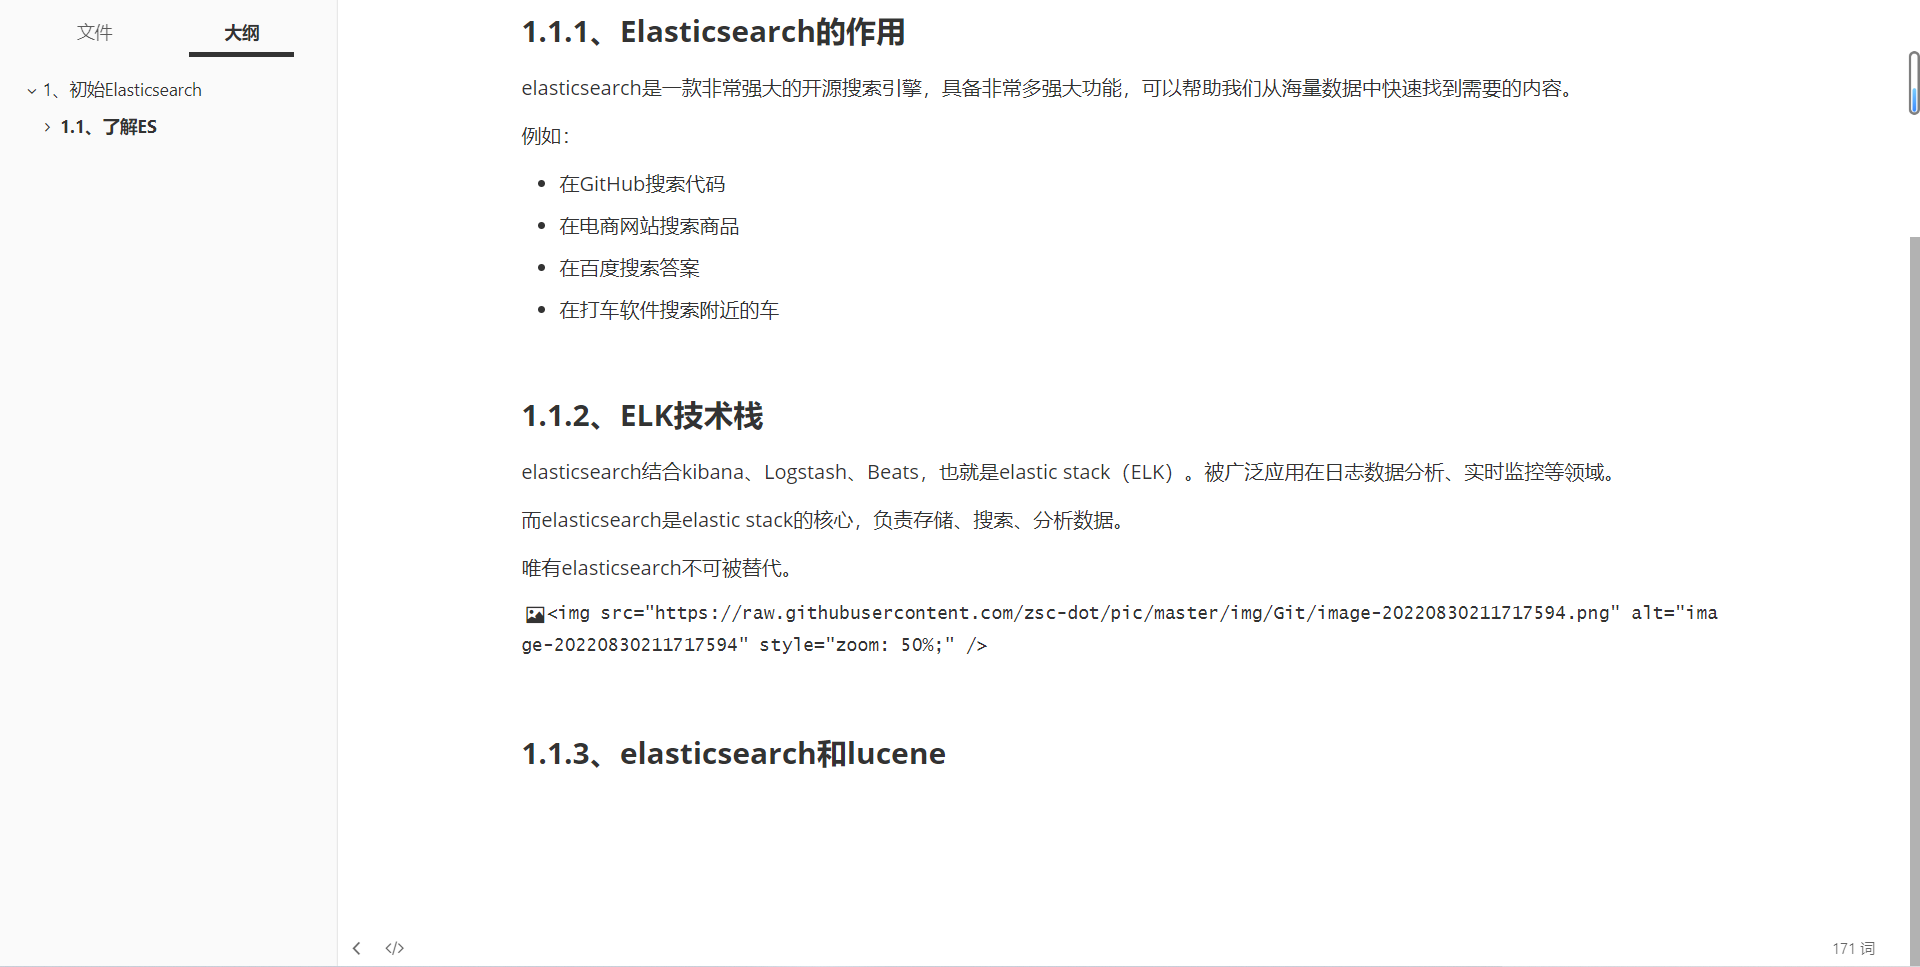 文件
大纲
1、初始Elasticsearch
1.1、了解ES
1.1.1、Elasticsearch的作用
elasticsearch是一款非常强大的开源搜索引擎，具备非常多强大功能，可以帮助我们从海量数据中快速找到需要的内容。
例如：
在GitHub搜索代码
在电商网站搜索商品
在百度搜索答案
在打车软件搜索附近的车
1.1.2、ELK技术栈
elasticsearch结合kibana、Logstash、Beats，也就是elastic stack（ELK）。被广泛应用在日志数据分析、实时监控等领域。
而elasticsearch是elastic stack的核心，负责存储、搜索、分析数据。
唯有elasticsearch不可被替代。
<img src="https://raw.githubusercontent.com/zsc-dot/pic/master/img/Git/image-20220830211717594.png" alt="ima
ge-20220830211717594" style="zoom: 50%;" />
1.1.3、elasticsearch和lucene
</>
171 词